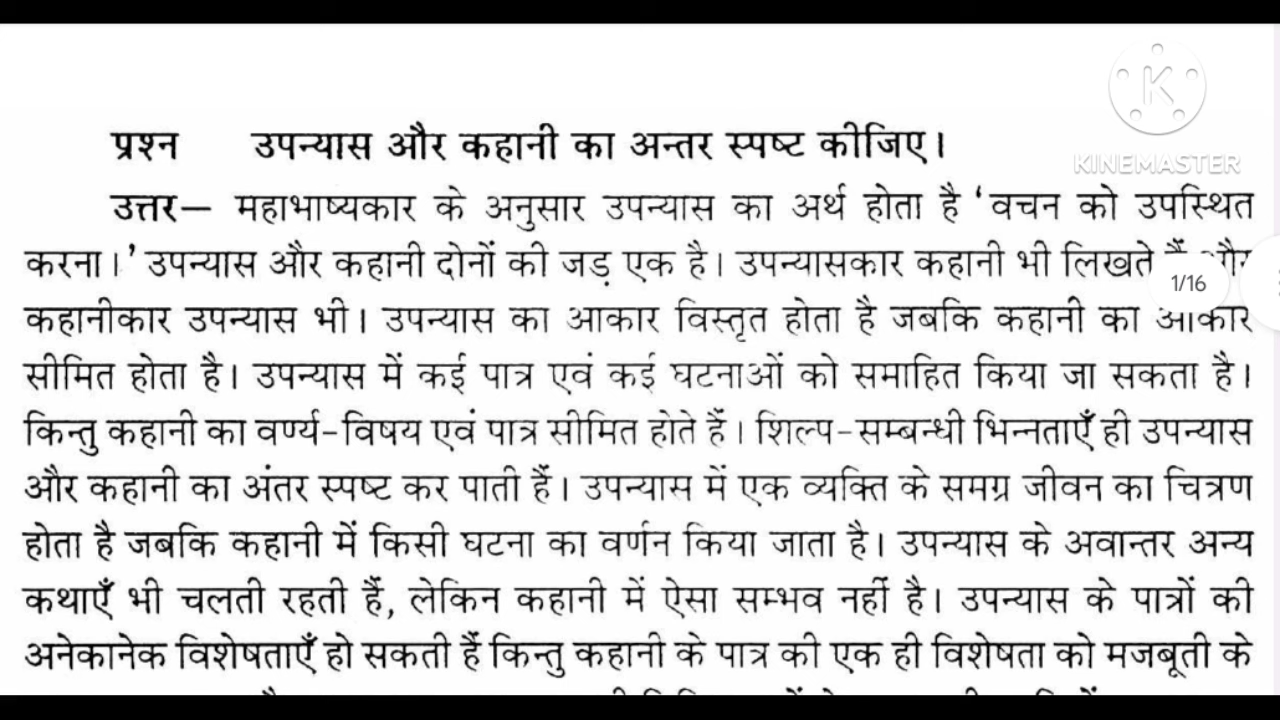 प्रश्न उपन्यास और कहानी का अन्तर स्पष्ट कीजिए।
KINEMASTER
उत्तर— महाभाष्यकार के अनुसार उपन्यास का अर्थ होता है ‘वचन को उपस्थित
करना।’ उपन्यास और कहानी दोनों की जड़ एक है। उपन्यासकार कहानी भी लिखते हैं और
1/16
कहानीकार उपन्यास भी। उपन्यास का आकार विस्तृत होता है जबकि कहानी का आकार
सीमित होता है। उपन्यास में कई पात्र एवं कई घटनाओं को समाहित किया जा सकता है।
किन्तु कहानी का वर्ण्य-विषय एवं पात्र सीमित होते हैं। शिल्प-सम्बन्धी भिन्नताएँ ही उपन्यास
और कहानी का अंतर स्पष्ट कर पाती हैं। उपन्यास में एक व्यक्ति के समग्र जीवन का चित्रण
होता है जबकि कहानी में किसी घटना का वर्णन किया जाता है। उपन्यास के अवान्तर अन्य
कथाएँ भी चलती रहती हैं, लेकिन कहानी में ऐसा सम्भव नहीं है। उपन्यास के पात्रों की
अनेकानेक विशेषताएँ हो सकती हैं किन्तु कहानी के पात्र की एक ही विशेषता को मजबूती के